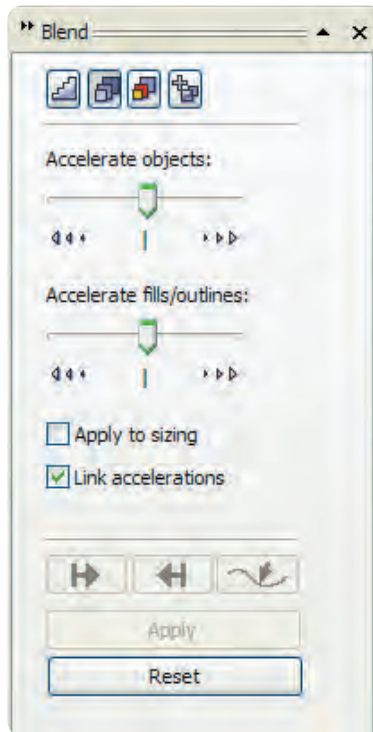 Blend
Accelerate objects:
Accelerate fills/outlines:
Apply to sizing
Link accelerations
Apply
Reset